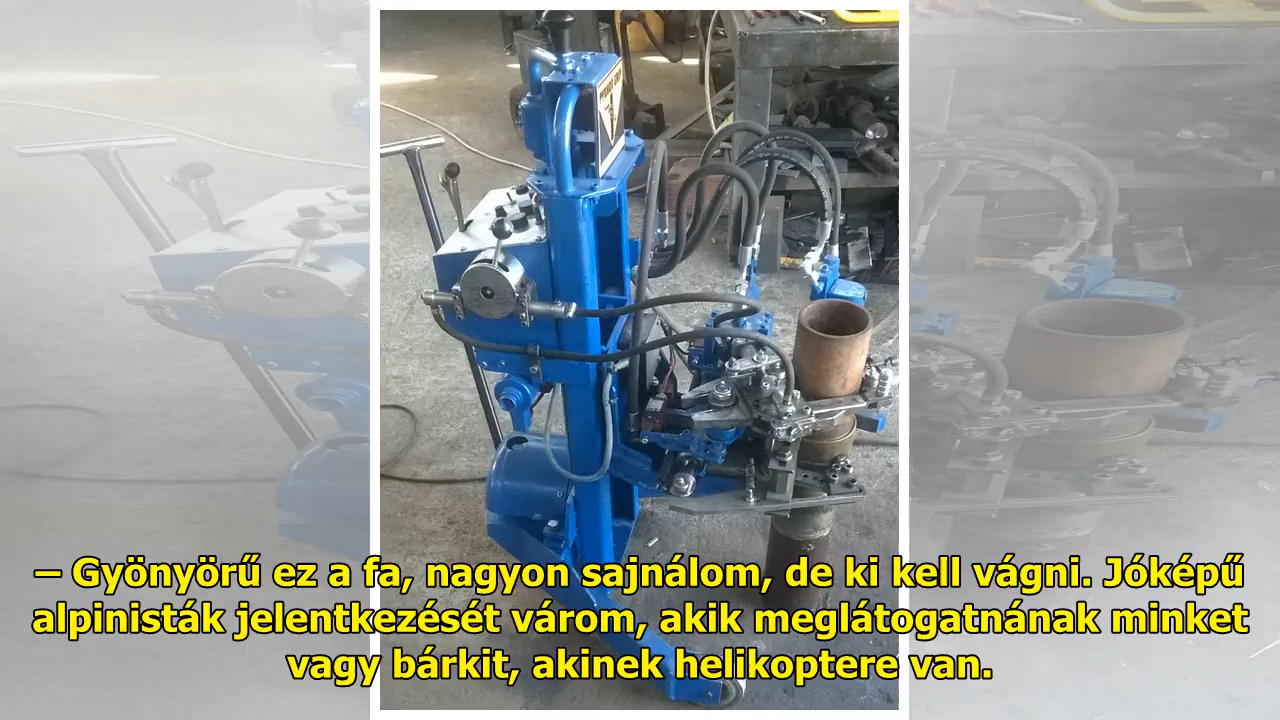 – Gyönyörű ez a fa, nagyon sajnálom, de ki kell vágni. Jóképű
alpinisták jelentkezését várom, akik meglátogatnának minket
vagy bárkit, akinek helikoptere van.